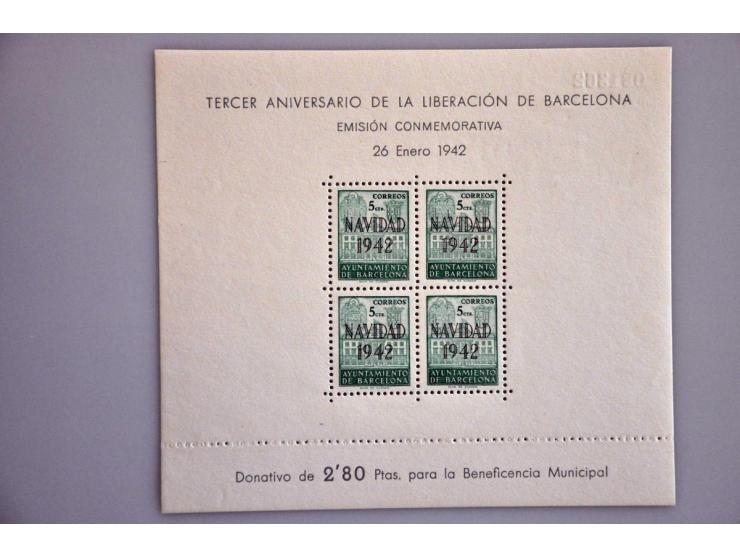 TERCER ANIVERSARIO DE LA LIBERACIÓN DE BARCELONA
EMISIÓN CONMEMORATIVA
26 Enero 1942
CORREOS
5 CTS.
NAVIDAD
1942
AYUNTAMIENTO
DE BARCELONA
CORREOS
5 CTS.
NAVIDAD
1942
AYUNTAMIENTO
DE BARCELONA
CORREOS
5 CTS.
NAVIDAD
1942
AYUNTAMIENTO
DE BARCELONA
CORREOS
5 CTS.
NAVIDAD
1942
AYUNTAMIENTO
DE BARCELONA
Donativo de 2'80 Ptas. para la Beneficencia Municipal